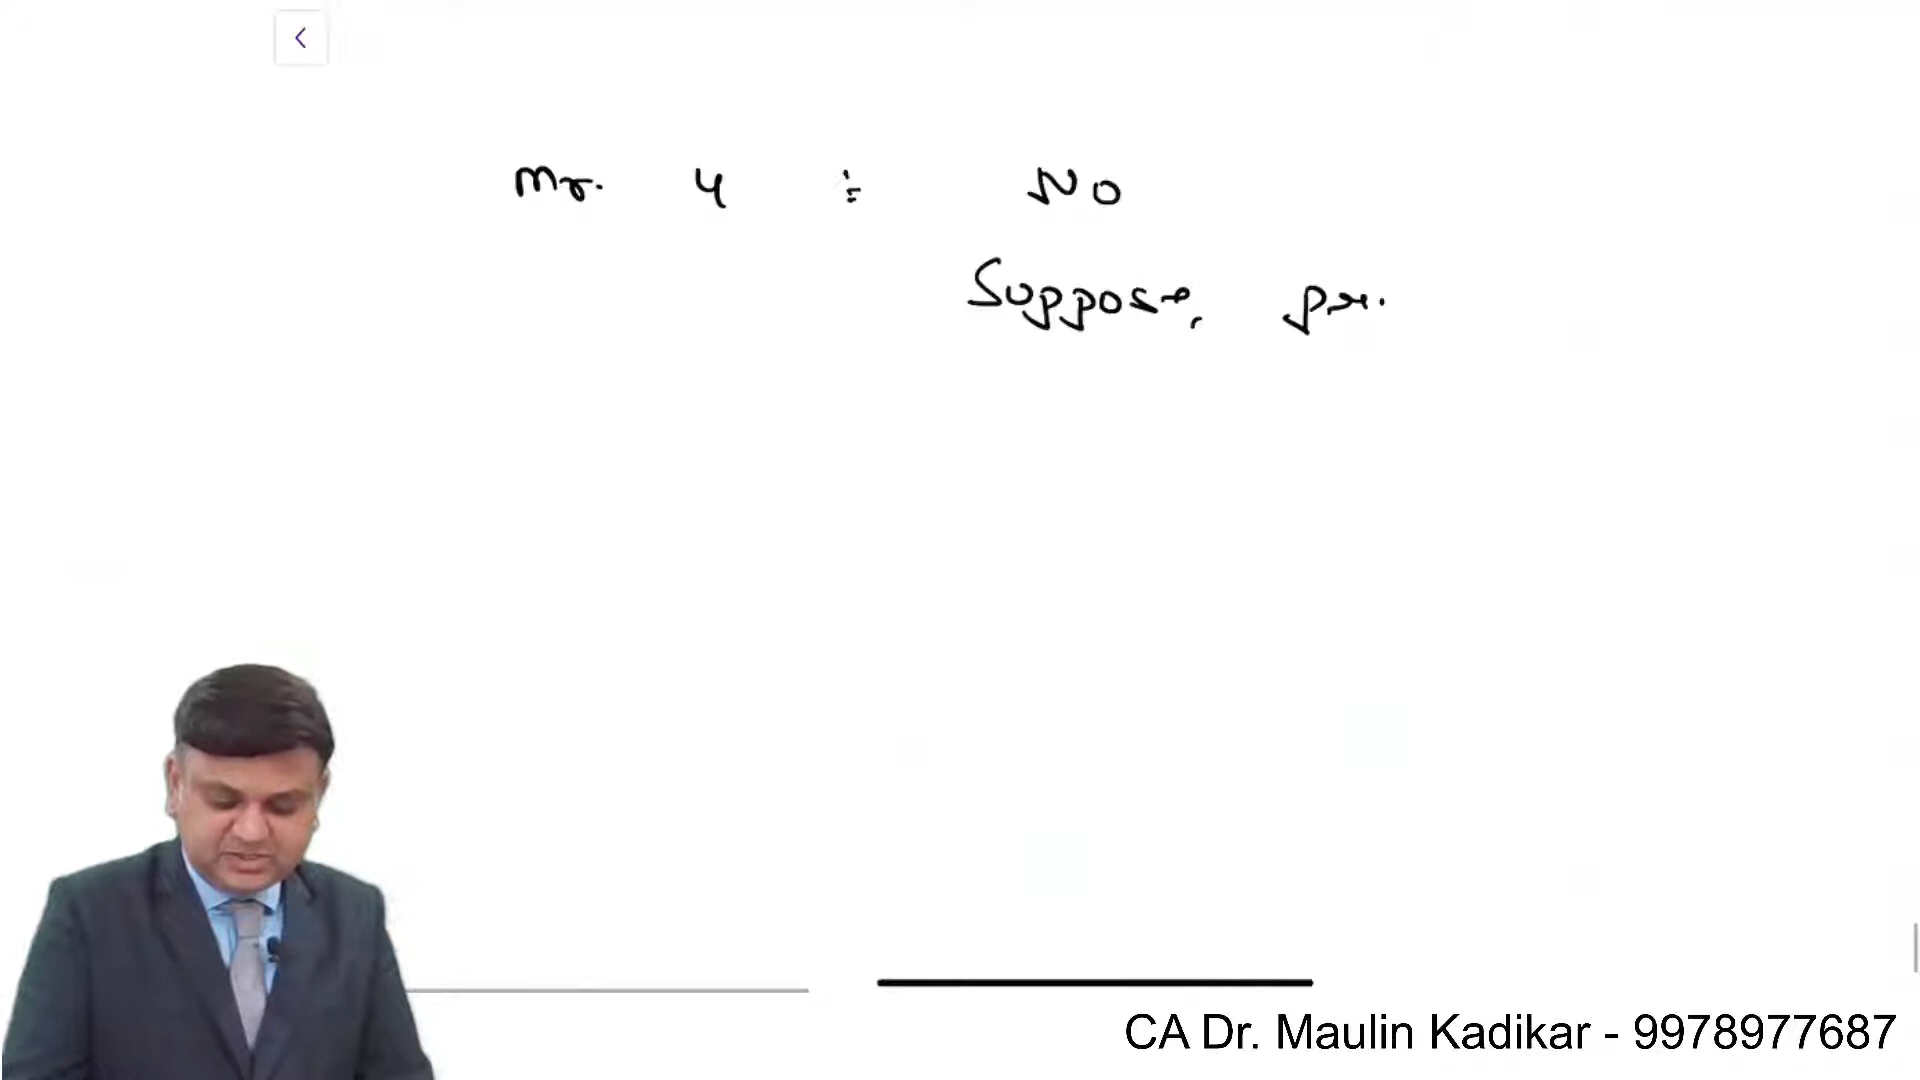 Mr. Y : No
Suppose, pr.
CA Dr. Maulin Kadikar - 9978977687